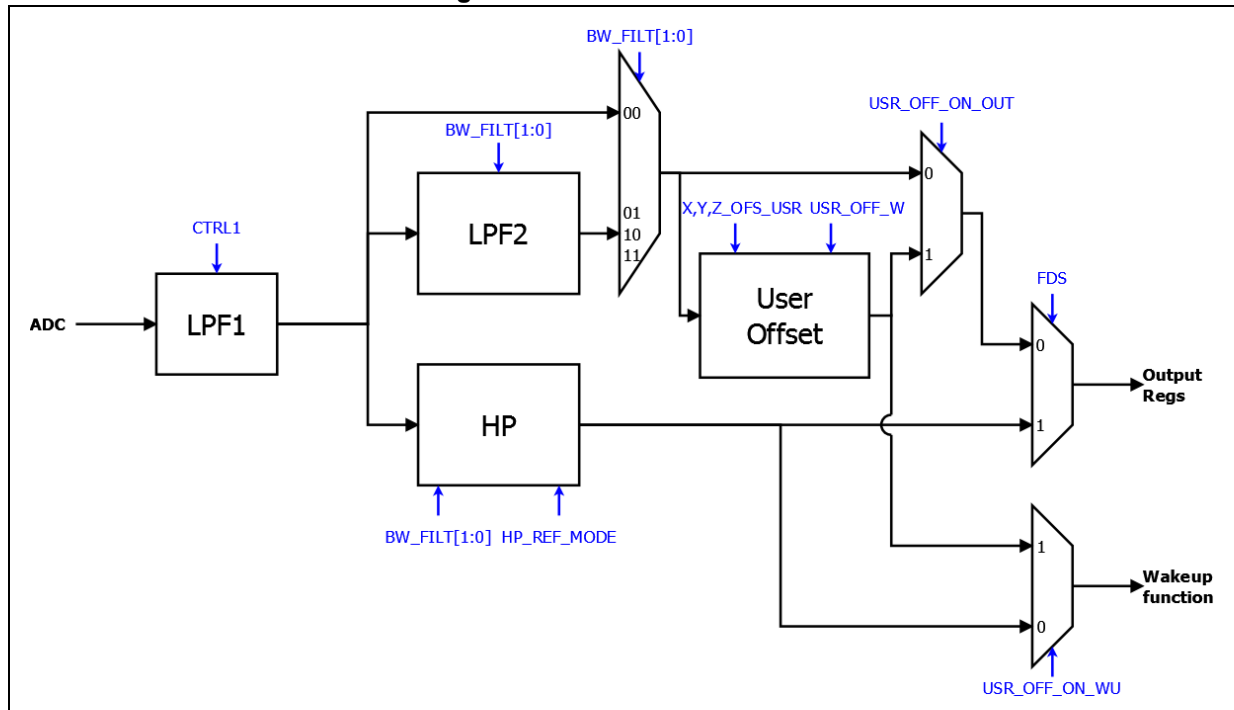 BW_FILT[1:0]
USR_OFF_ON_OUT
00
BW_FILT[1:0]
0
X,Y,Z_OFS_USR USR_OFF_W
CTRL1
LPF2
01
10
11
1
FDS
ADC
LPF1
User
Offset
0
Output
Regs
HP
1
BW_FILT[1:0] HP_REF_MODE
1
Wakeup
function
0
USR_OFF_ON_WU